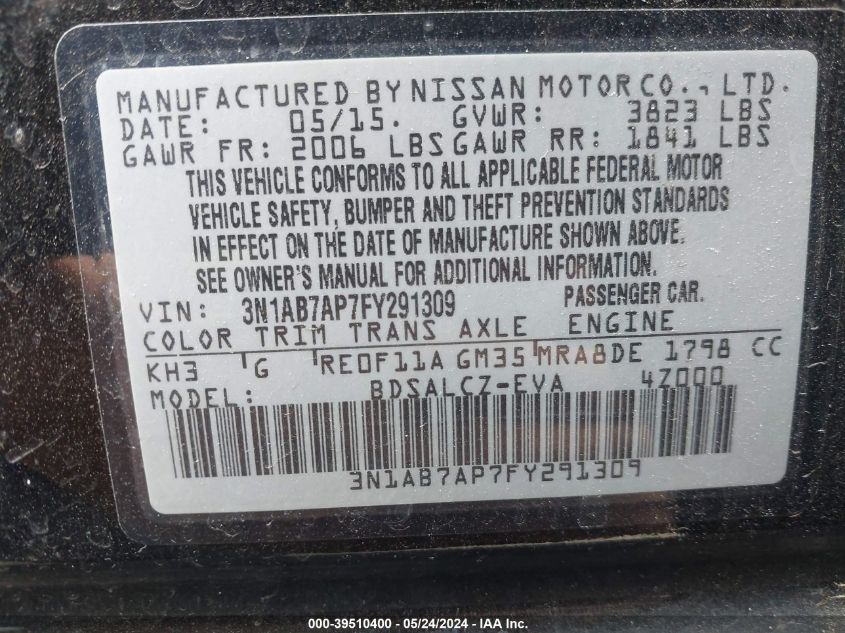 MANUFACTURED BY NISSAN MOTOR CO., LTD.
DATE: 05/15. GVWR: 3823 LBS
GAWR FR: 2006 LBS GAWR RR: 1841 LBS
THIS VEHICLE CONFORMS TO ALL APPLICABLE FEDERAL MOTOR
VEHICLE SAFETY, BUMPER AND THEFT PREVENTION STANDARDS
IN EFFECT ON THE DATE OF MANUFACTURE SHOWN ABOVE.
SEE OWNER'S MANUAL FOR ADDITIONAL INFORMATION.
VIN: 3N1AB7AP7FY291309 PASSENGER CAR.
COLOR TRIM TRANS AXLE ENGINE
KH3 G RE0F11A GM35 MRA8DE 1798 CC
MODEL: BDSALCZ-EVA 4Z000
3N1AB7AP7FY291309
000-39510400 - 05/24/2024 - IAA, Inc.